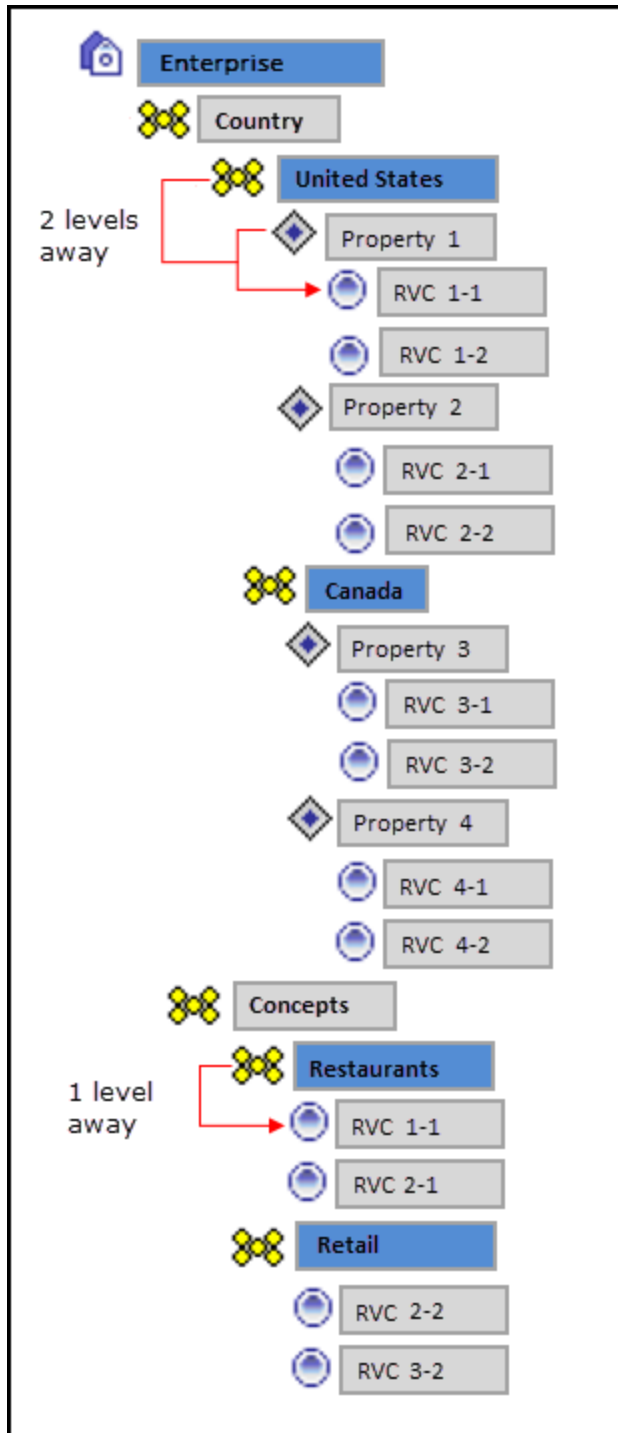 Enterprise
Country
United States
2 levels
away
Property 1
RVC 1-1
RVC 1-2
Property 2
RVC 2-1
RVC 2-2
Canada
Property 3
RVC 3-1
RVC 3-2
Property 4
RVC 4-1
RVC 4-2
Concepts
Restaurants
1 level
away
RVC 1-1
RVC 2-1
Retail
RVC 2-2
RVC 3-2